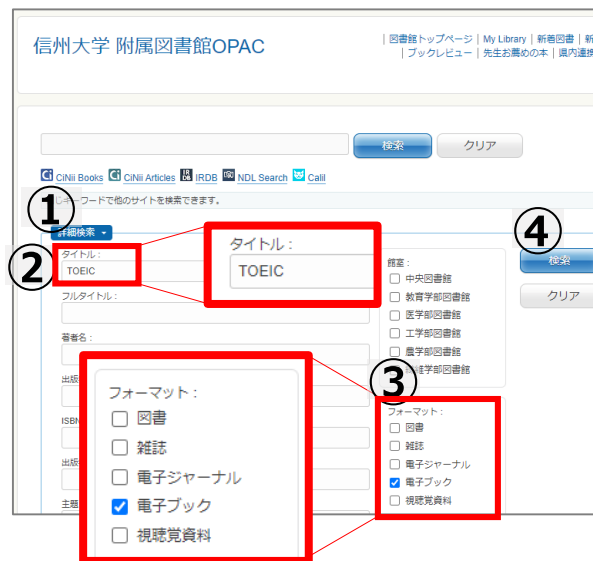 信州大学 附属図書館OPAC
| 図書館トップページ | My Library | 新着図書 | 新
| ブックレビュー | 先生お薦めの本 | 県内連携
検索
クリア
CiNii Books CiNii Articles IRDB NDL Search Calil
じキーワードで他のサイトを検索できます。
①
詳細検索
②
タイトル :
TOEIC
タイトル :
TOEIC
フルタイトル :
著者名 :
出版
ISBN
出版
主題
館室 :
中央図書館
教育学部図書館
医学部図書館
工学部図書館
農学部図書館
維学部図書館
④
検索
クリア
③
フォーマット :
図書
雑誌
電子ジャーナル
電子ブック
視聴覚資料
フォーマット :
図書
雑誌
電子ジャーナル
電子ブック
視聴覚資料